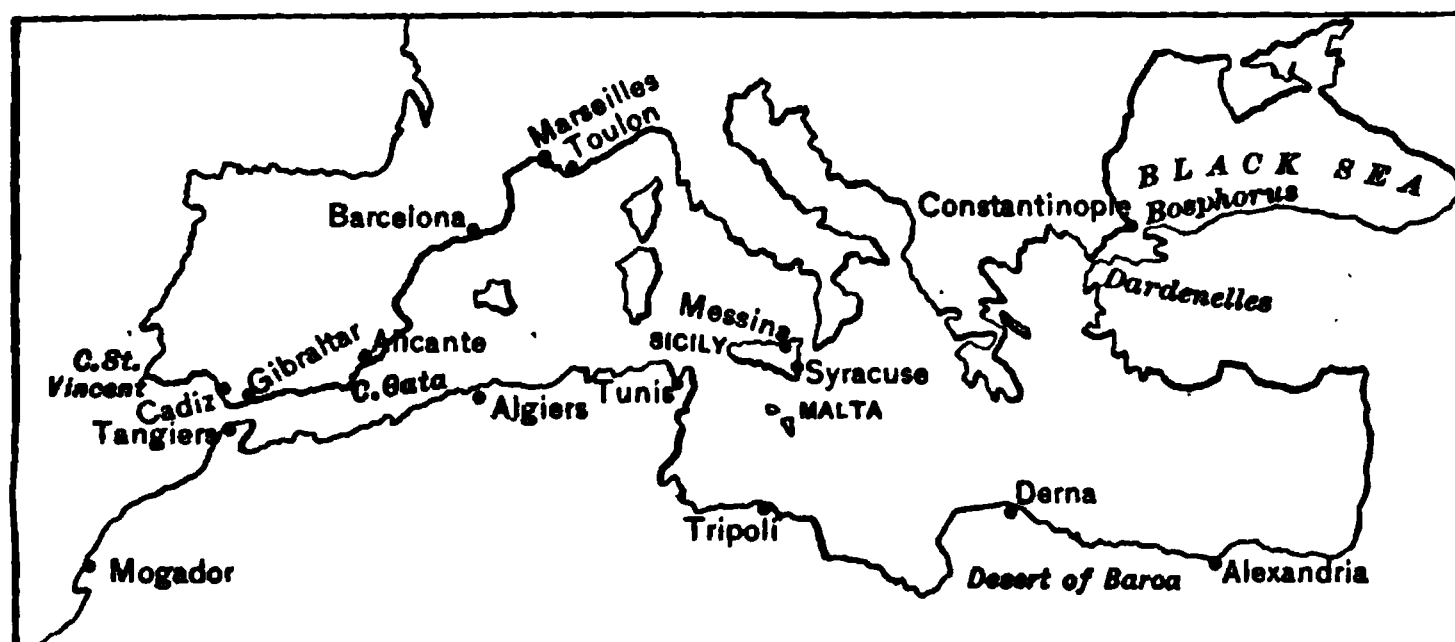 Marseilles
Toulon
BLACK SEA
Bosphorus
Constantinople
Barcelona
Dardenelles
Messina
SICILY
Syracuse
MALTA
Alicante
Gibraltar
C. St.
Vincent
C. Gata
Cadiz
Tangiers
Algiers
Tunis
Tripoli
Derna
Mogador
Desert of Barca
Alexandria